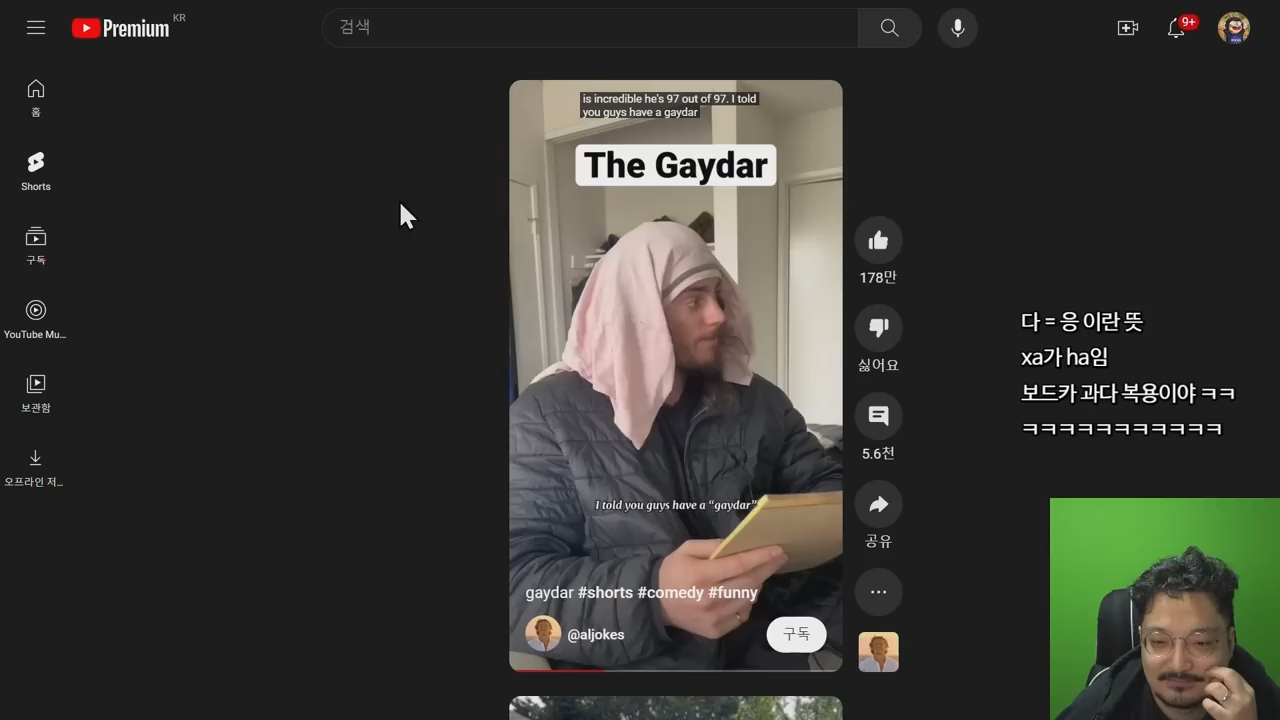 Premium KR
검색
9+
홈
Shorts
구독
YouTube Mu...
보관함
오프라인 저...
is incredible he's 97 out of 97. I told
you guys have a gaydar
The Gaydar
I told you guys have a "gaydar"
gaydar #shorts #comedy #funny
@aljokes
구독
178만
싫어요
5.6천
공유
다 = 응 이란 뜻
xa가 ha임
보드카 과다 복용이야 ㅋㅋ
ㅋㅋㅋㅋㅋㅋㅋㅋㅋㅋㅋ